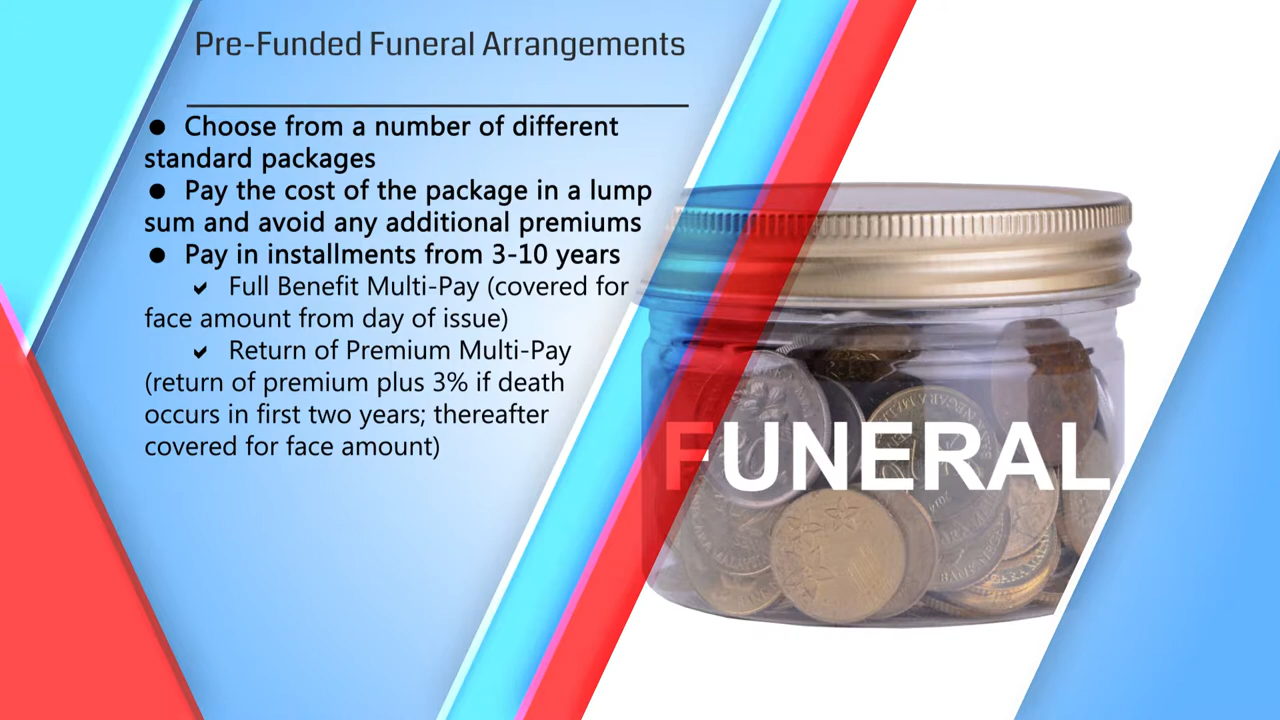 Pre-Funded Funeral Arrangements
● Choose from a number of different
standard packages
● Pay the cost of the package in a lump
sum and avoid any additional premiums
● Pay in installments from 3-10 years
✔ Full Benefit Multi-Pay (covered for
face amount from day of issue)
✔ Return of Premium Multi-Pay
(return of premium plus 3% if death
occurs in first two years; thereafter
covered for face amount)
FUNERAL